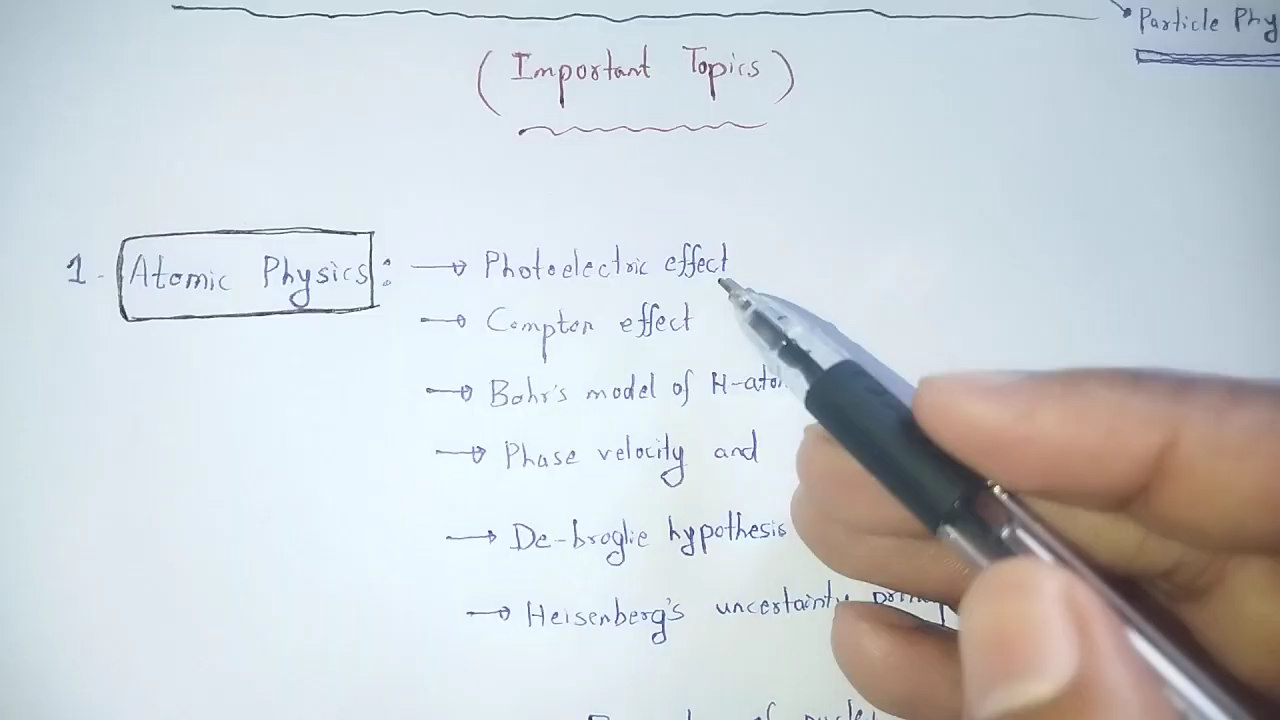 Particle Phy
(Important Topics)
1- Atomic Physics : → Photoelectric effect
→ Compton effect
→ Bohr's model of H-atom
→ Phase velocity and
→ De-broglie hypothesis
→ Heisenberg's uncertainty
of